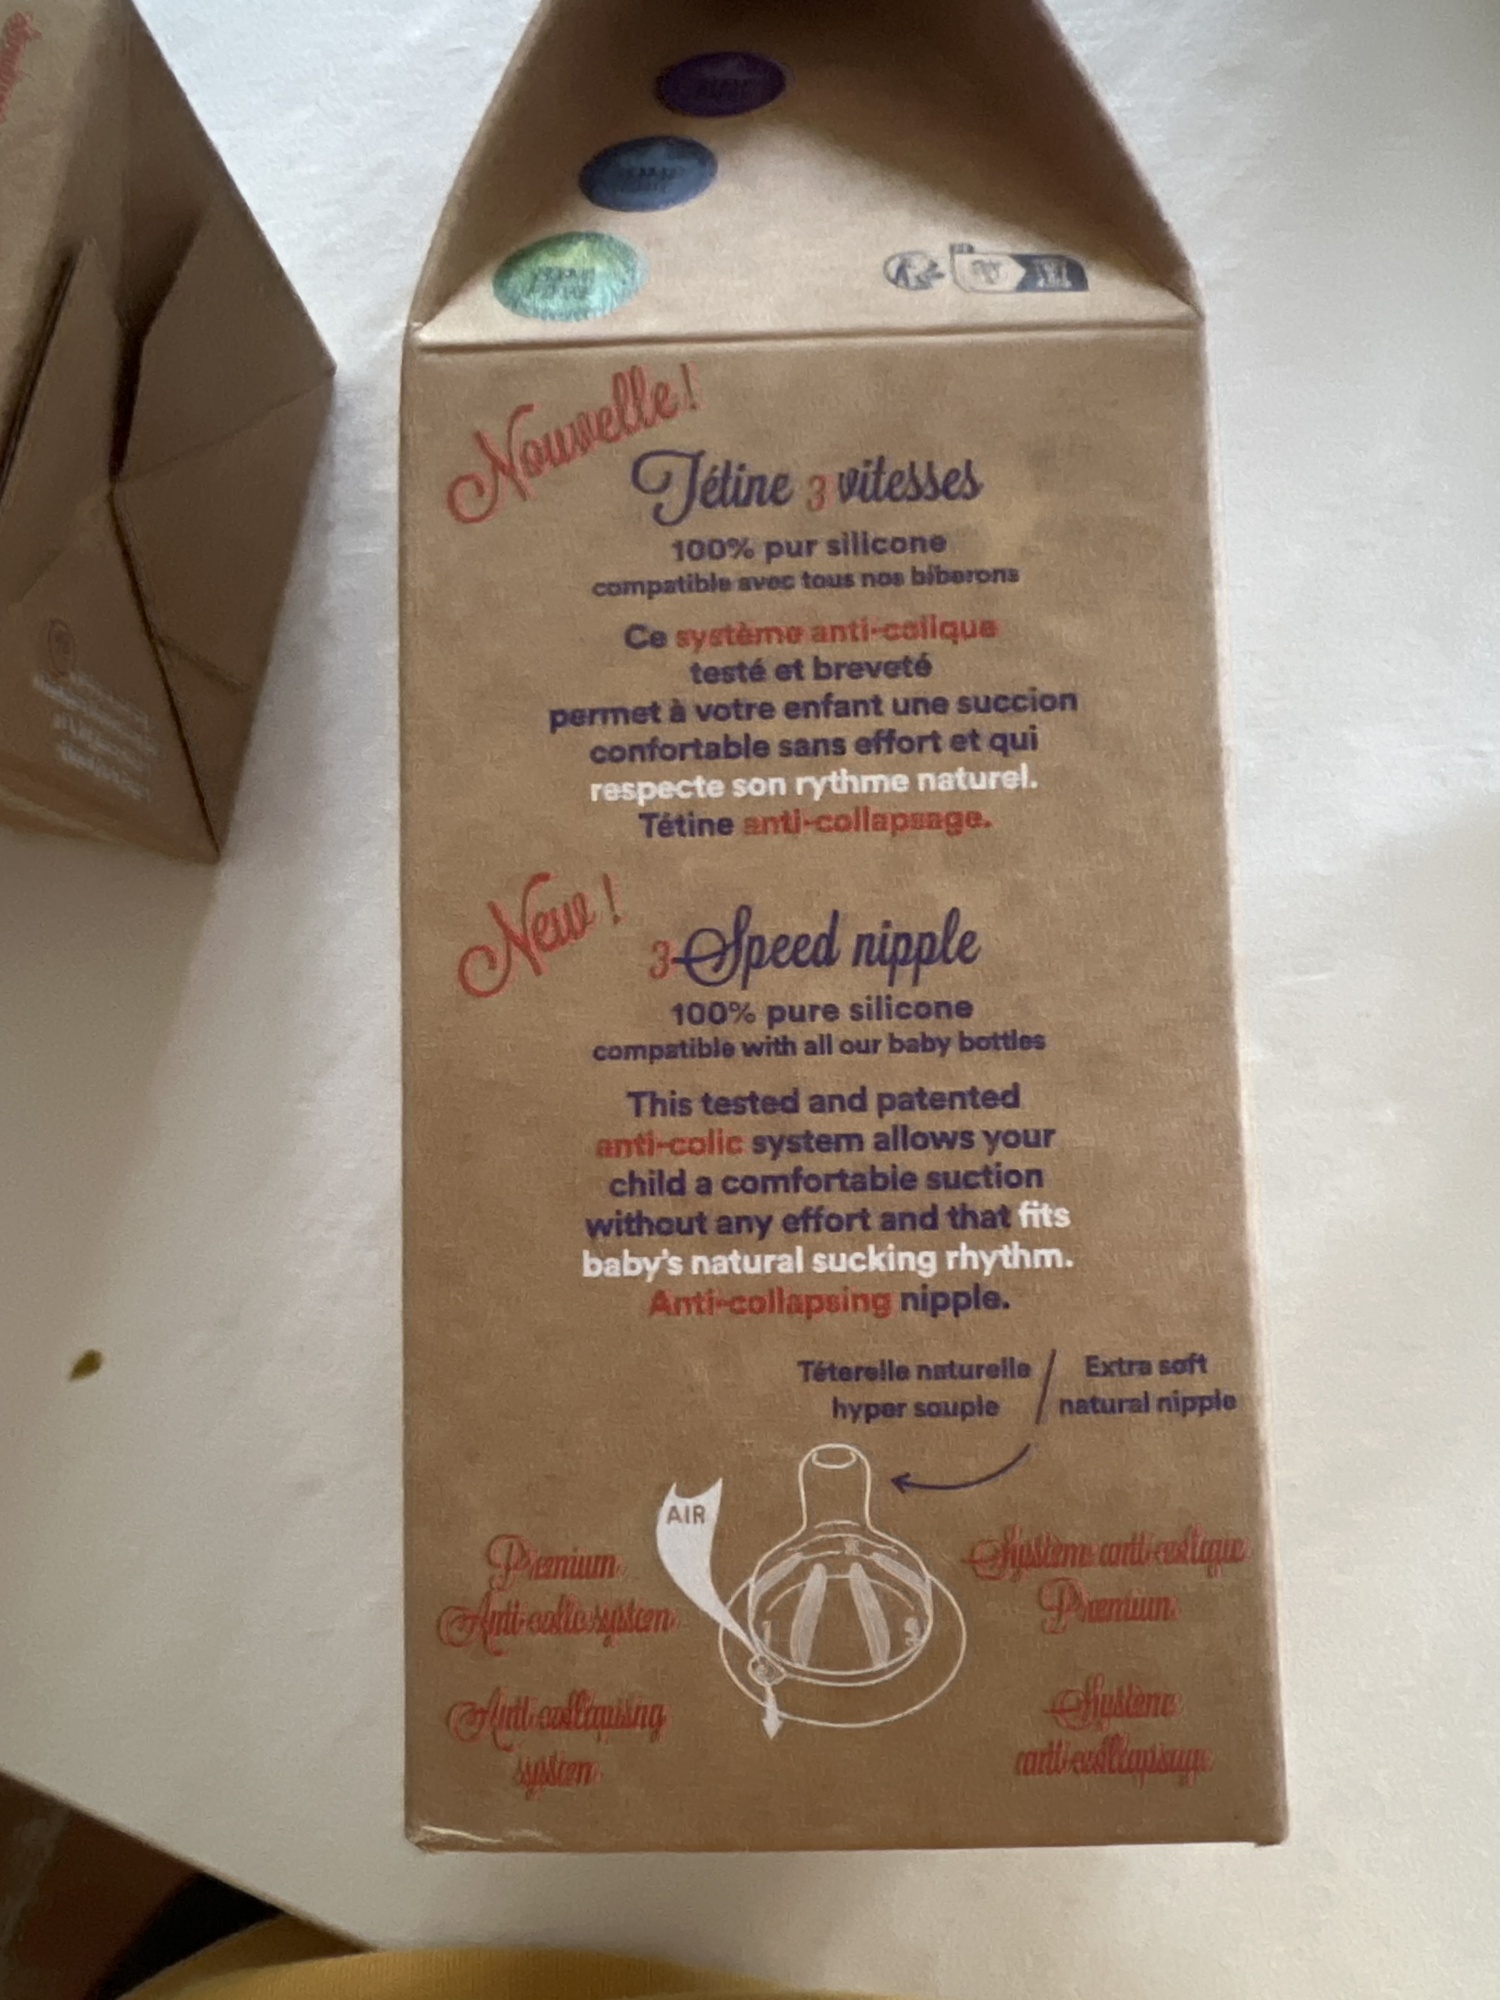 Nouvelle!
Tétine 3 vitesses
100% pur silicone
compatible avec tous nos biberons
Ce système anti-colique
testé et breveté
permet à votre enfant une succion
confortable sans effort et qui
respecte son rythme naturel.
Tétine anti-collapsage.
New!
3-Speed nipple
100% pure silicone
compatible with all our baby bottles
This tested and patented
anti-colic system allows your
child a comfortable suction
without any effort and that fits
baby's natural sucking rhythm.
Anti-collapsing nipple.
Téterelle naturelle / Extra soft
hyper souple / natural nipple
AIR
Premium
Anti-colic system
Système anti-colique
Premium
Anti-collapsing
system
Système
anti-collapsage